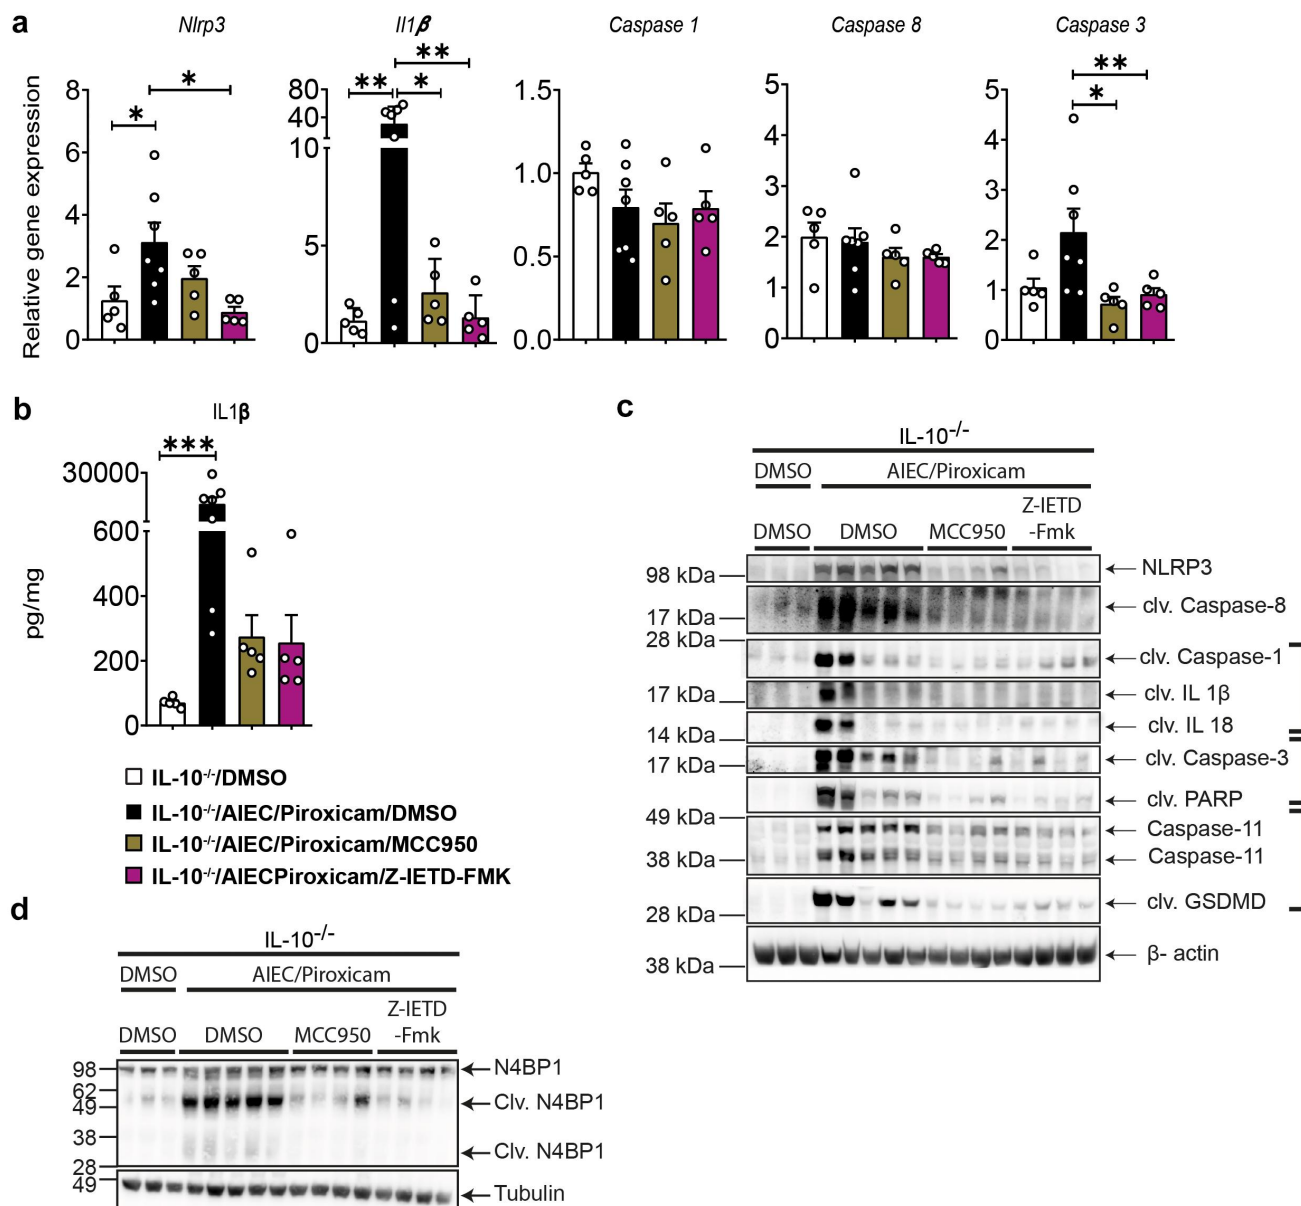 a
Nlrp3
Il1β
Caspase 1
Caspase 8
Caspase 3
Relative gene expression
8
6
4
2
0
*
*
80
40
10
5
0
**
*
**
1.5
1.0
0.5
0.0
5
4
3
2
1
0
5
4
3
2
1
0
*
**
b
IL1β
***
pg/mg
30000
600
400
200
0
IL-10-/-/DMSO
IL-10-/-/AIEC/Piroxicam/DMSO
IL-10-/-/AIEC/Piroxicam/MCC950
IL-10-/-/AIECPiroxicam/Z-IETD-FMK
c
IL-10-/-
DMSO AIEC/Piroxicam
DMSO DMSO MCC950 Z-IETD
-Fmk
98 kDa NLRP3
17 kDa clv. Caspase-8
28 kDa
clv. Caspase-1
17 kDa clv. IL 1β
14 kDa clv. IL 18
17 kDa clv. Caspase-3
clv. PARP
49 kDa
Caspase-11
38 kDa Caspase-11
28 kDa clv. GSDMD
38 kDa β- actin
d
IL-10-/-
DMSO AIEC/Piroxicam
DMSO DMSO MCC950 Z-IETD
-Fmk
98 N4BP1
62
49 Clv. N4BP1
38
28 Clv. N4BP1
49 Tubulin